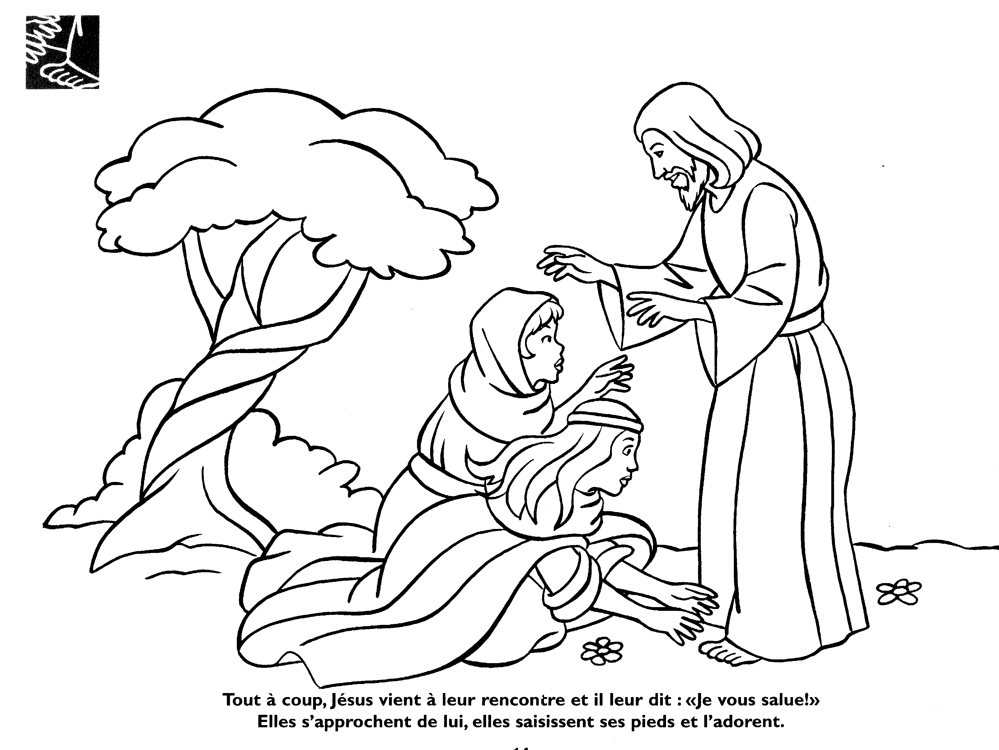 Tout à coup, Jésus vient à leur rencontre et il leur dit : «Je vous salue!»
Elles s'approchent de lui, elles saisissent ses pieds et l'adorent.